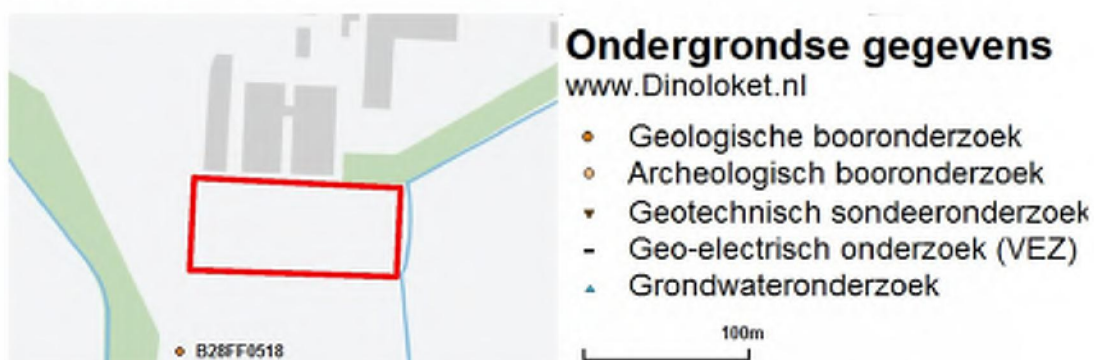 Ondergrondse gegevens
www.Dinoloket.nl
Geologische booronderzoek
Archeologisch booronderzoek
Geotechnisch sondeeronderzoek
Geo-electrisch onderzoek (VEZ)
Grondwateronderzoek
100m
B28FF0518